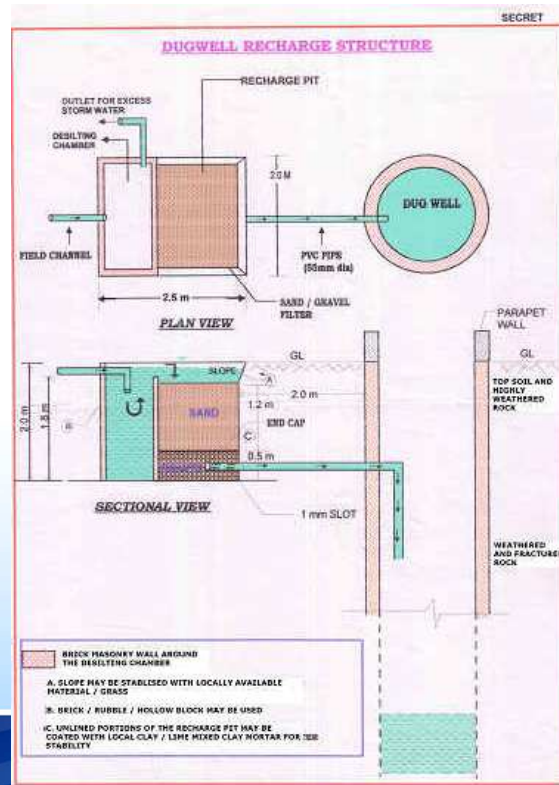 SECRET
DUGWELL RECHARGE STRUCTURE
RECHARGE PIT
OUTLET FOR EXCESS
STORM WATER
DESILTING
CHAMBER
2.0 M
DUG WELL
FIELD CHANNEL
PVC PIPE
(55mm dia)
2.5 m
SAND / GRAVEL
FILTER
PLAN VIEW
PARAPET
WALL
GL
GL
SLOPE
A
TOP SOIL AND
HIGHLY
WEATHERED
ROCK
2.0 m
1.2 m
SAND
2.0 m
1.8 m
B
END CAP
C
0.5 m
SECTIONAL VIEW
1 mm SLOT
WEATHERED
AND FRACTURED
ROCK
BRICK MASONRY WALL AROUND
THE DESILTING CHAMBER
A. SLOPE MAY BE STABLISED WITH LOCALLY AVAILABLE
MATERIAL / GRASS
B. BRICK / RUBBLE / HOLLOW BLOCK MAY BE USED
C. UNLINED PORTIONS OF THE RECHARGE PIT MAY BE
COATED WITH LOCAL CLAY / LIME MIXED CLAY MORTAR FOR
STABILITY